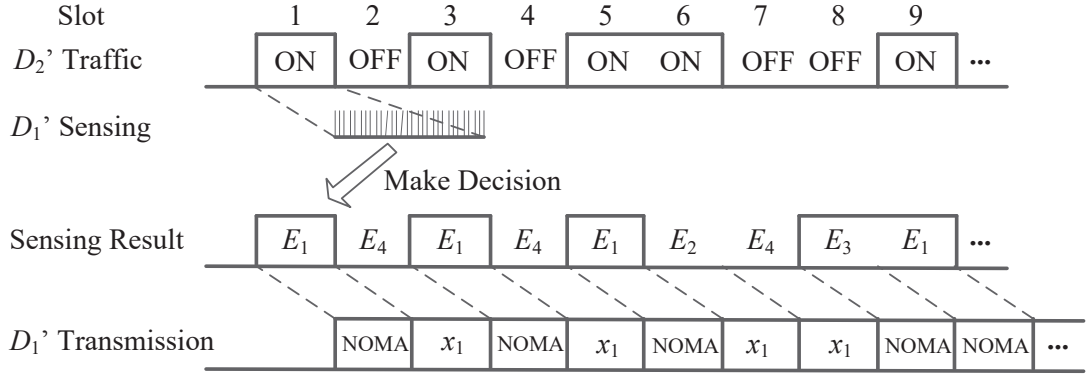 Slot 1 2 3 4 5 6 7 8 9
D₂' Traffic ON OFF ON OFF ON ON OFF OFF ON ...
D₁' Sensing
Make Decision
Sensing Result E₁ E₄ E₁ E₄ E₁ E₂ E₄ E₃ E₁ ...
D₁' Transmission NOMA x₁ NOMA x₁ NOMA x₁ x₁ NOMA NOMA ...